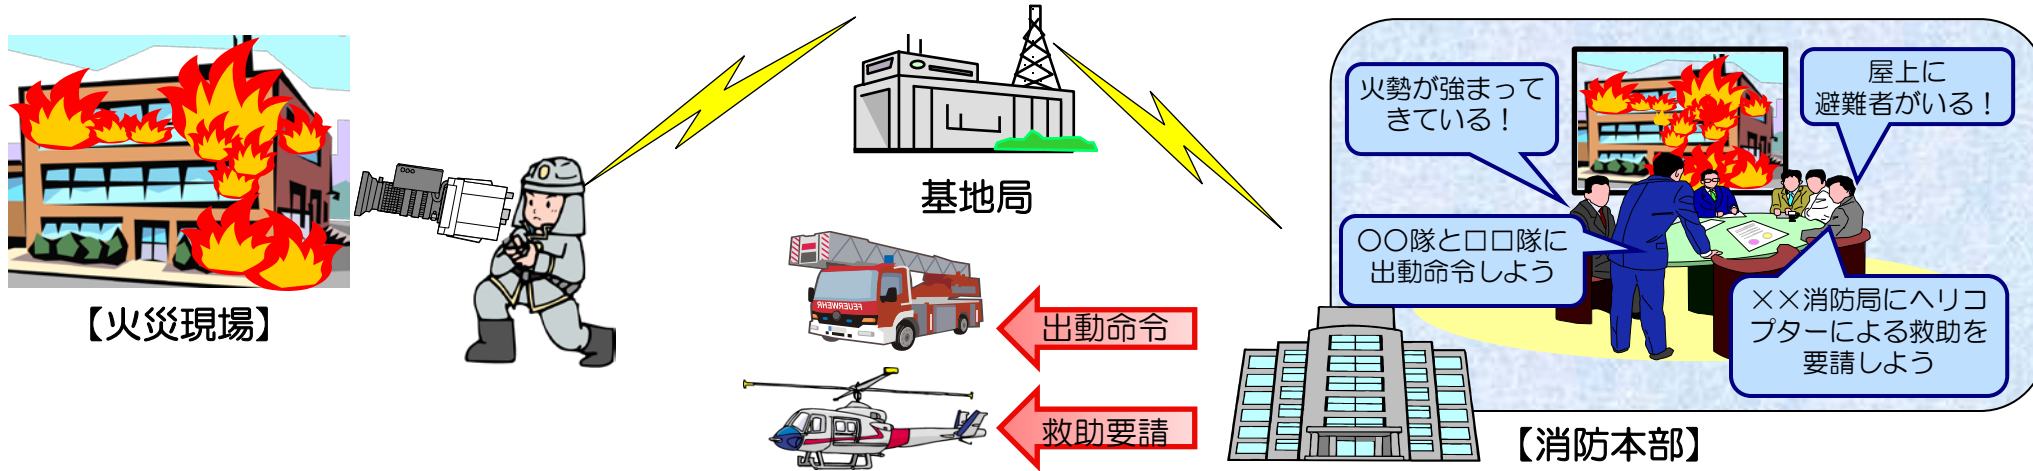 【火災現場】
基地局
FEUERWEHR
出動命令
救助要請
火勢が強まって
きている！
屋上に
避難者がいる！
〇〇隊と□□隊に
出動命令しよう
××消防局にヘリコ
プターによる救助を
要請しよう
【消防本部】